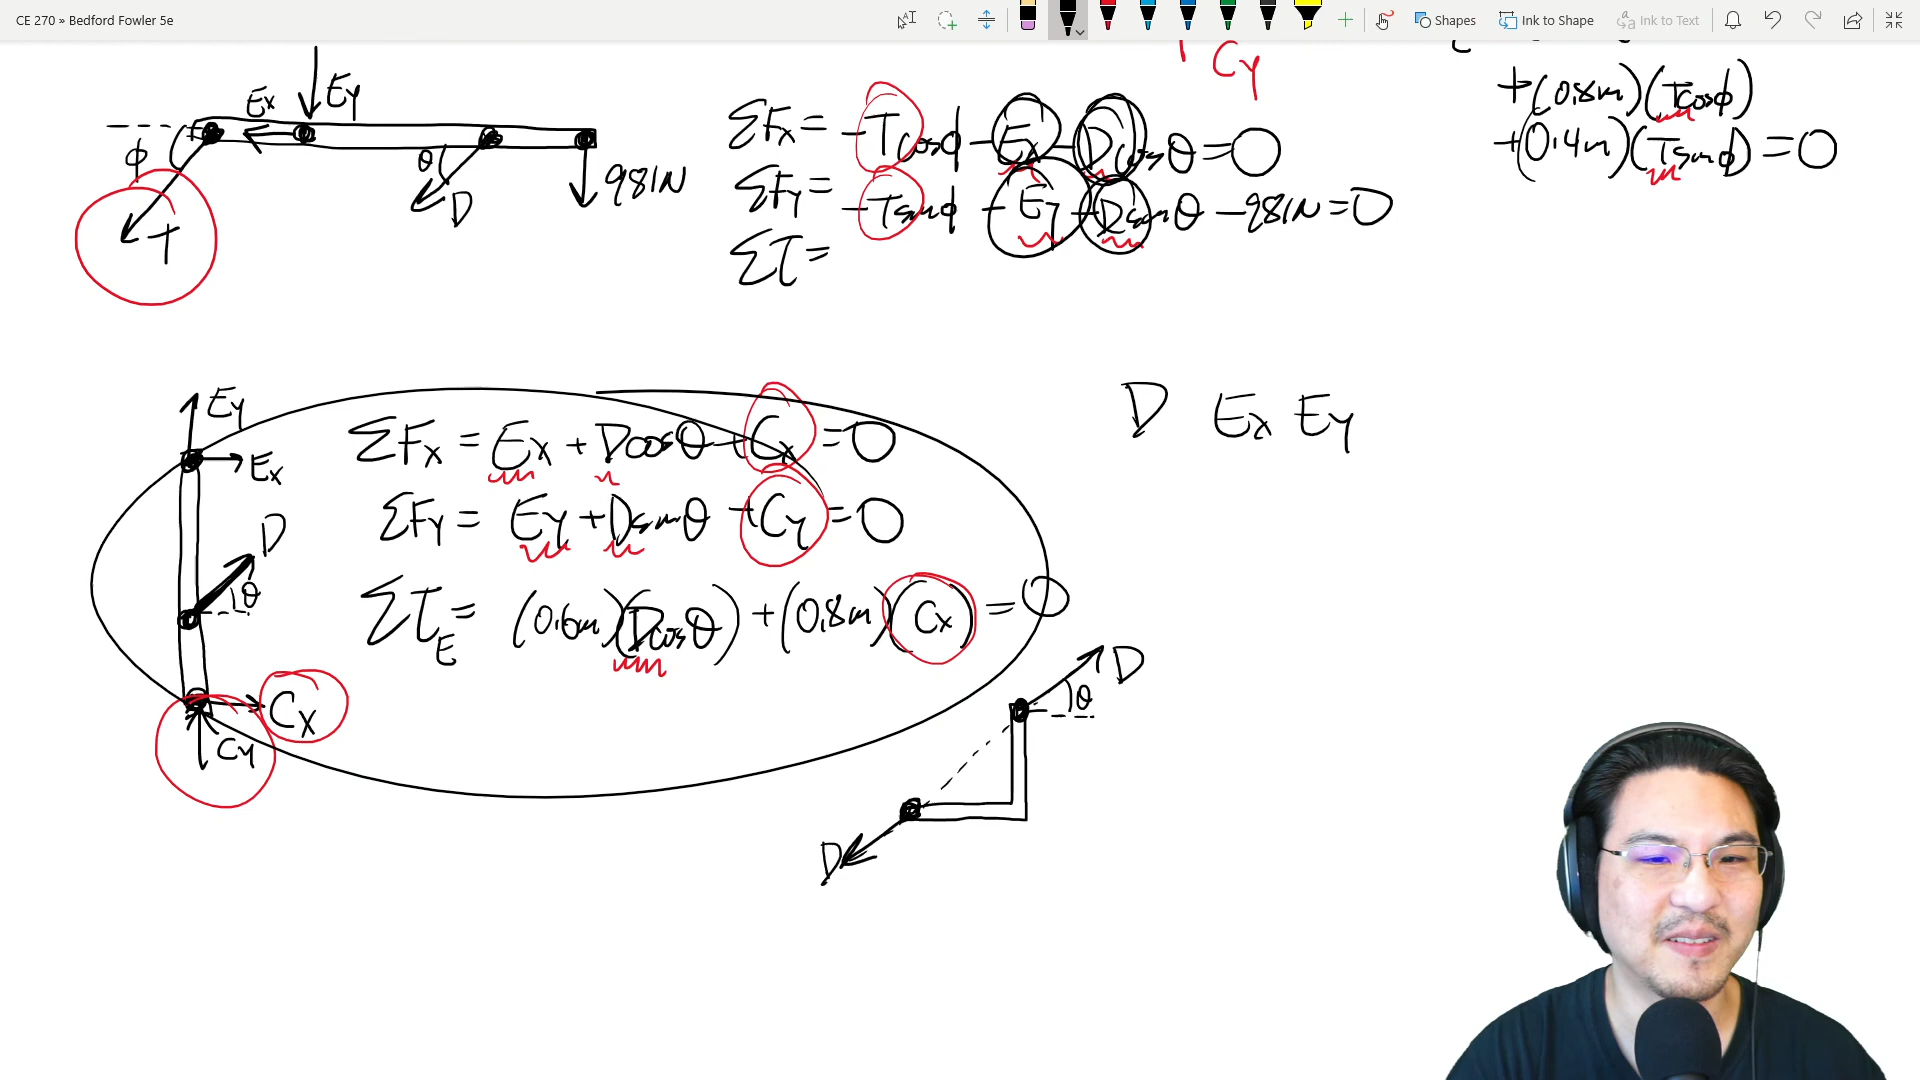 CE 270 » Bedford Fowler 5e
Shapes
Ink to Shape
Ink to Text
Cy
+(0.8m)(Tcosϕ)
+(0.4m)(Tsinϕ) = 0
Ex
Ey
ϕ
θ
D
T
981N
ΣFx = -Tcosϕ - Ex - Dcosθ = 0
ΣFy = -Tsinϕ - Ey - Dsinθ - 981N = 0
Στ =
Ey
Ex
D
θ
Cx
Cy
ΣFx = Ex + Dcosθ + Cx = 0
ΣFy = Ey + Dsinθ + Cy = 0
ΣτE = (0.6m)(Dcosθ) + (0.8m)(Cx) = 0
D Ex Ey
D
θ
D